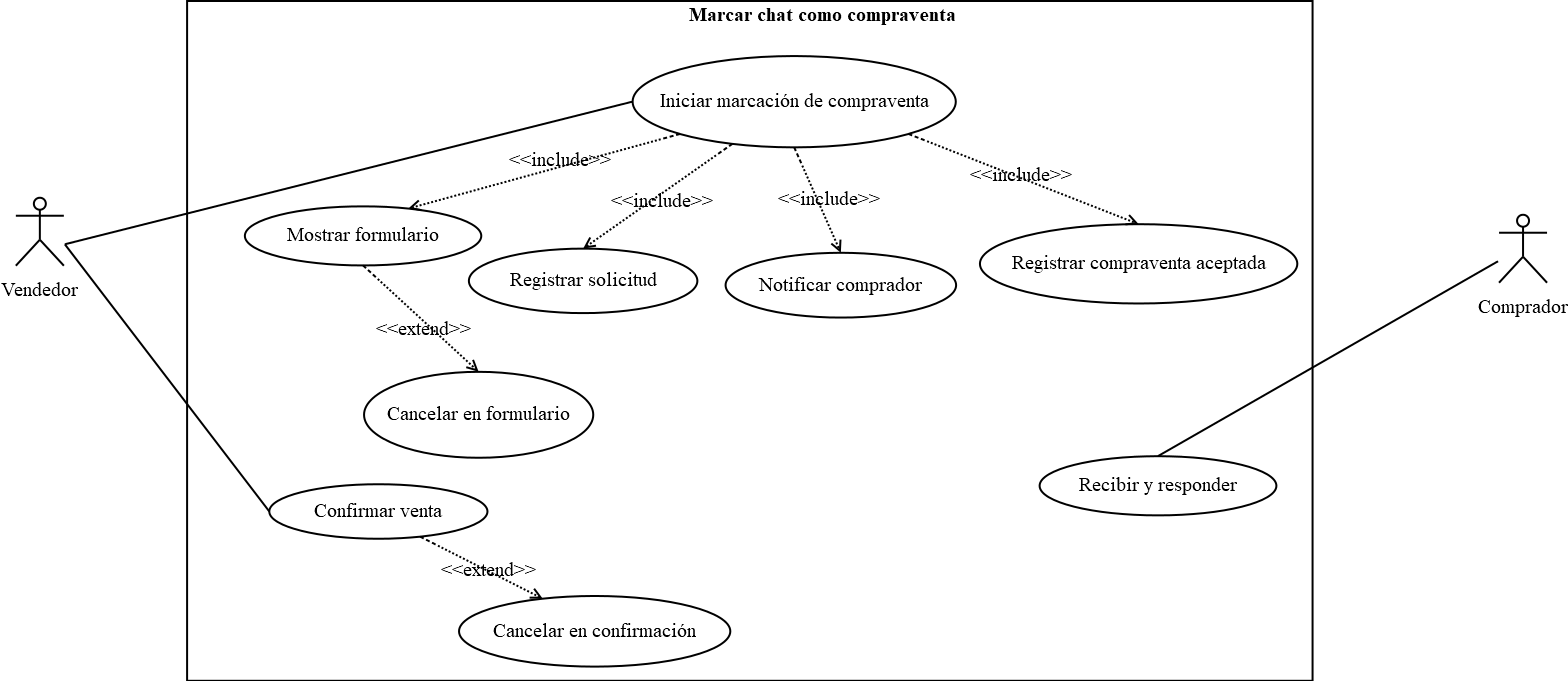 Marcar chat como compraventa
Iniciar marcación de compraventa
<<include>>
<<include>>
<<include>>
<<include>>
Mostrar formulario
Registrar solicitud
Notificar comprador
Registrar compraventa aceptada
Vendedor
Comprador
<<extend>>
Cancelar en formulario
Recibir y responder
Confirmar venta
<<extend>>
Cancelar en confirmación